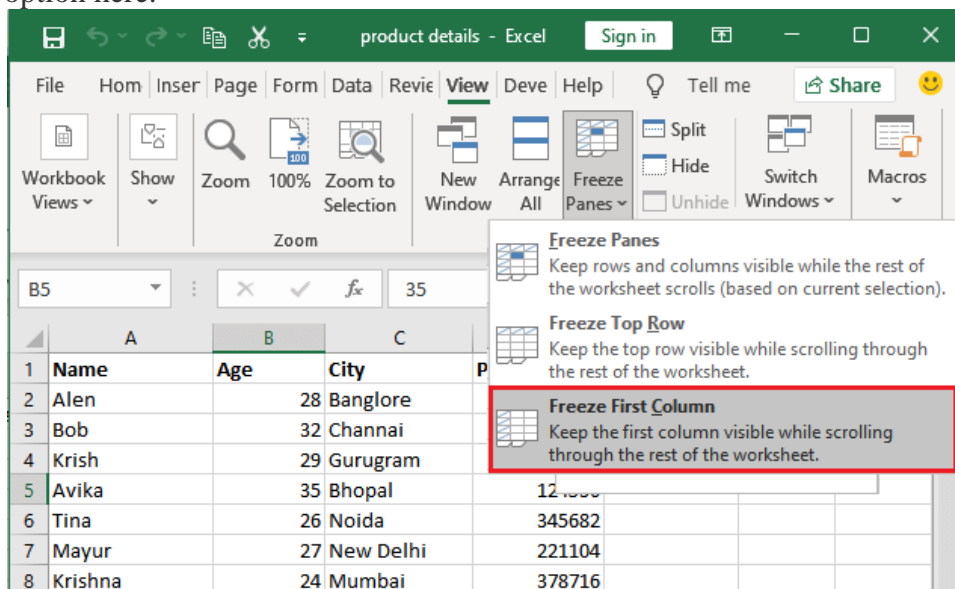 option here.
product details - Excel Sign in
File Hom Inser Page Form Data Revie View Deve Help Tell me Share
100
Workbook Views
Show
Zoom
100%
Zoom to Selection
New Window
Arrange All
Freeze Panes
Split
Hide
Unhide
Switch Windows
Macros
Zoom
Freeze Panes
Keep rows and columns visible while the rest of
the worksheet scrolls (based on current selection).
Freeze Top Row
Keep the top row visible while scrolling through
the rest of the worksheet.
Freeze First Column
Keep the first column visible while scrolling
through the rest of the worksheet.
B5 fx 35
A B C
1 Name Age City P
2 Alen 28 Banglore
3 Bob 32 Channai
4 Krish 29 Gurugram
5 Avika 35 Bhopal
6 Tina 26 Noida 345682
7 Mayur 27 New Delhi 221104
8 Krishna 24 Mumbai 378716